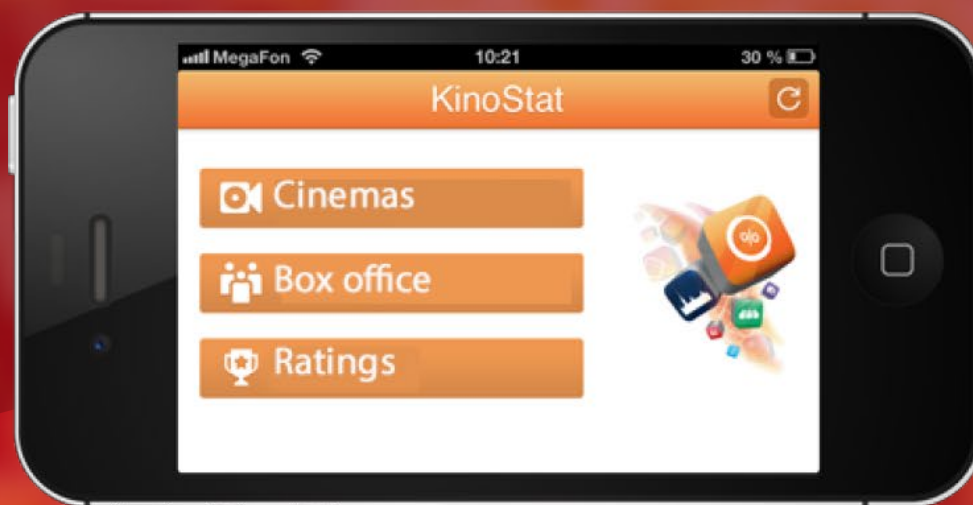 MegaFon 10:21 30 %
KinoStat
Cinemas
Box office
Ratings